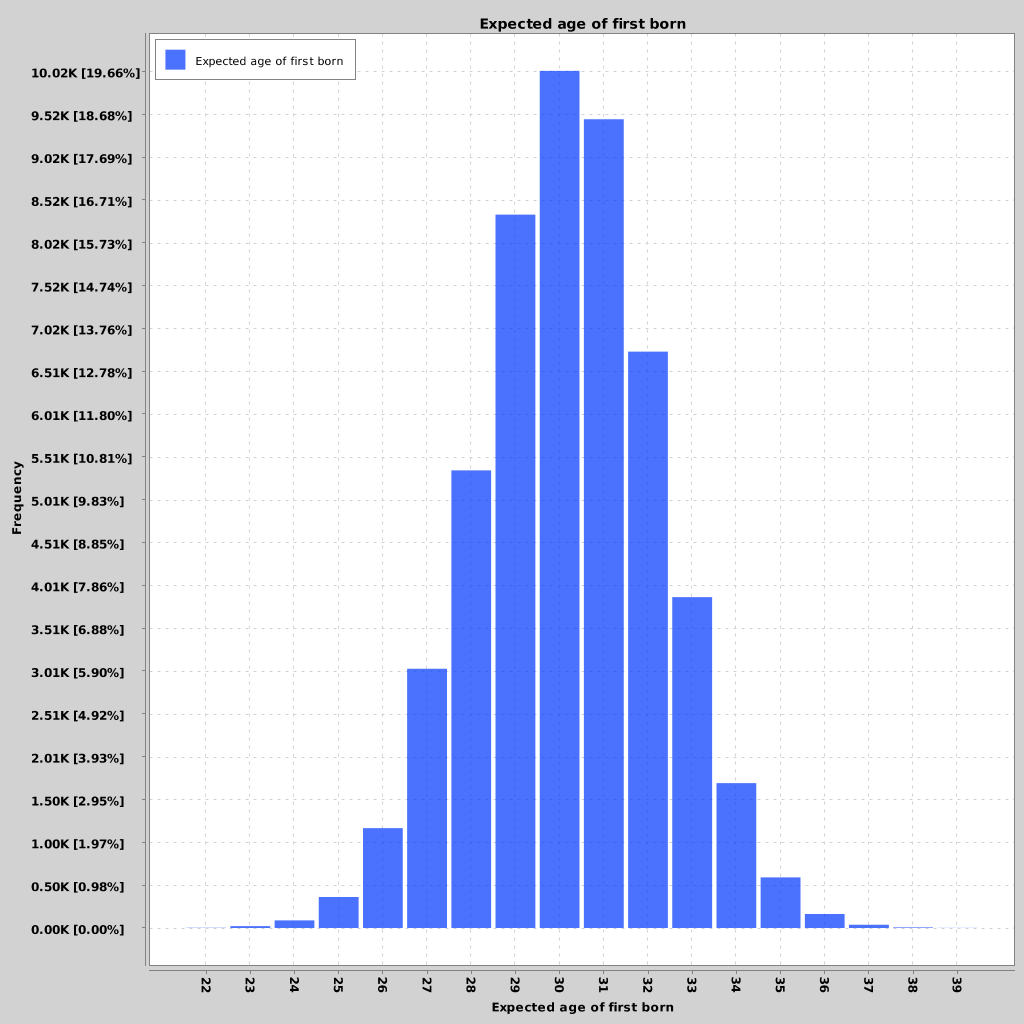 Expected age of first born
Expected age of first born
10.02K [19.66%]
9.52K [18.68%]
9.02K [17.69%]
8.52K [16.71%]
8.02K [15.73%]
7.52K [14.74%]
7.02K [13.76%]
6.51K [12.78%]
6.01K [11.80%]
5.51K [10.81%]
5.01K [9.83%]
4.51K [8.85%]
4.01K [7.86%]
3.51K [6.88%]
3.01K [5.90%]
2.51K [4.92%]
2.01K [3.93%]
1.50K [2.95%]
1.00K [1.97%]
0.50K [0.98%]
0.00K [0.00%]
Frequency
22 23 24 25 26 27 28 29 30 31 32 33 34 35 36 37 38 39
Expected age of first born